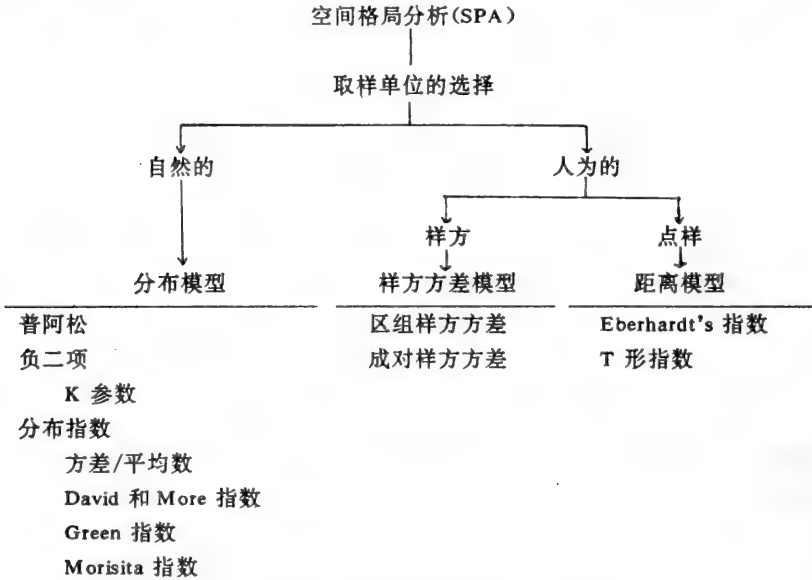 空间格局分析(SPA)
取样单位的选择
自然的
人为的
样方
点样
分布模型
样方方差模型
距离模型
普阿松
负二项
K 参数
分布指数
方差/平均数
David 和 More 指数
Green 指数
Morisita 指数
区组样方方差
成对样方方差
Eberhardt's 指数
T 形指数